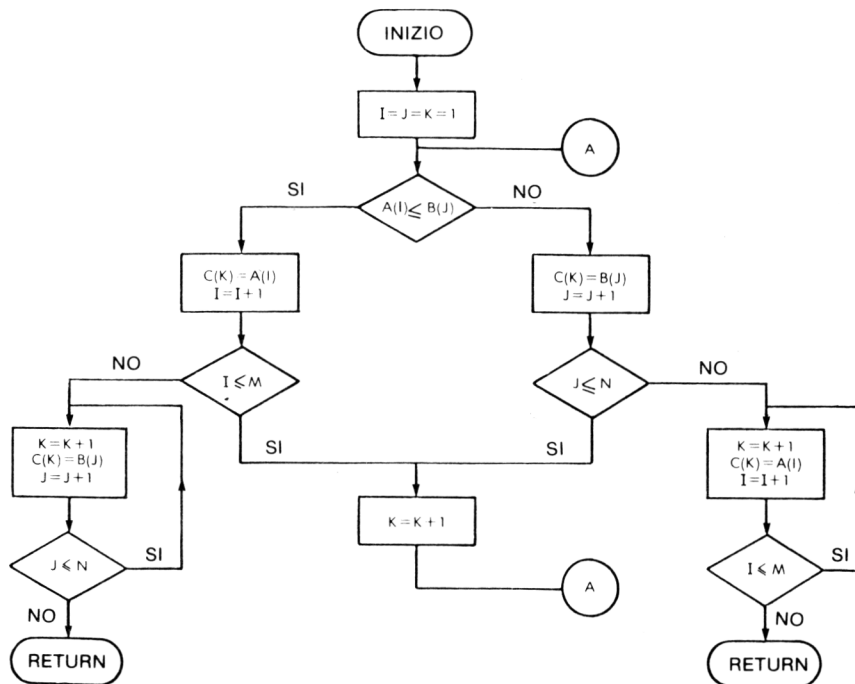 INIZIO
I = J = K = 1
A
SI
A(I) ≤ B(J)
NO
C(K) = A(I)
I = I + 1
C(K) = B(J)
J = J + 1
NO
I ≤ M
J ≤ N
NO
SI
SI
K = K + 1
C(K) = B(J)
J = J + 1
K = K + 1
K = K + 1
C(K) = A(I)
I = I + 1
J ≤ N
SI
A
I ≤ M
SI
NO
NO
RETURN
RETURN